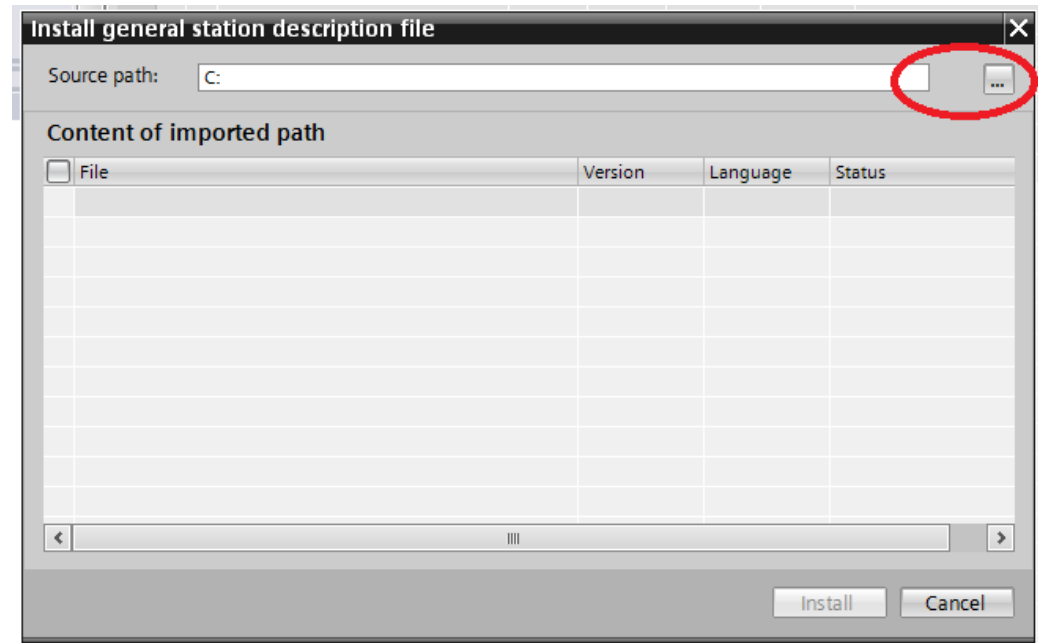 Install general station description file
Source path: C: ...
Content of imported path
File Version Language Status
Install Cancel